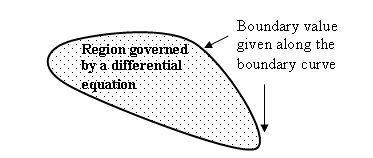 Boundary value
given along the
boundary curve
Region governed
by a differential
equation